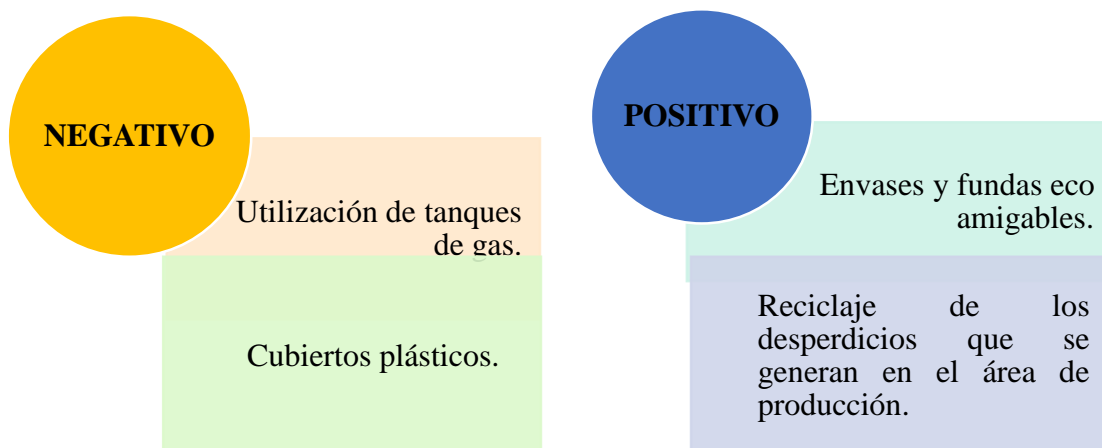 NEGATIVO
Utilización de tanques
de gas.
Cubiertos plásticos.
POSITIVO
Envases y fundas eco
amigables.
Reciclaje de los
desperdicios que se
generan en el área de
producción.